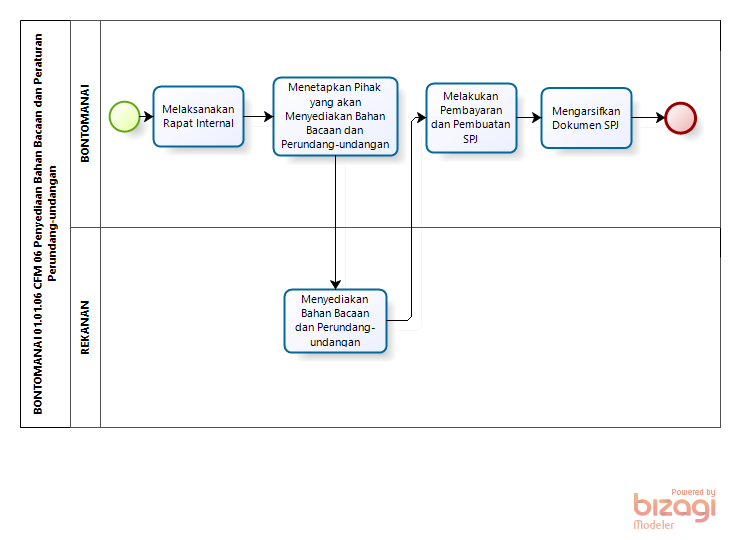 BONTOMANAI 01.01.06 CFM 06 Penyediaan Bahan Bacaan dan Peraturan
Perundang-undangan
BONTOMANAI
Melaksanakan
Rapat Internal
Menetapkan Pihak
yang akan
Menyediakan Bahan
Bacaan dan
Perundang-undangan
Melakukan
Pembayaran
dan Pembuatan
SPJ
Mengarsifkan
Dokumen SPJ
REKANAN
Menyediakan
Bahan Bacaan
dan Perundang-
undangan
Powered by
bizagi
Modeler